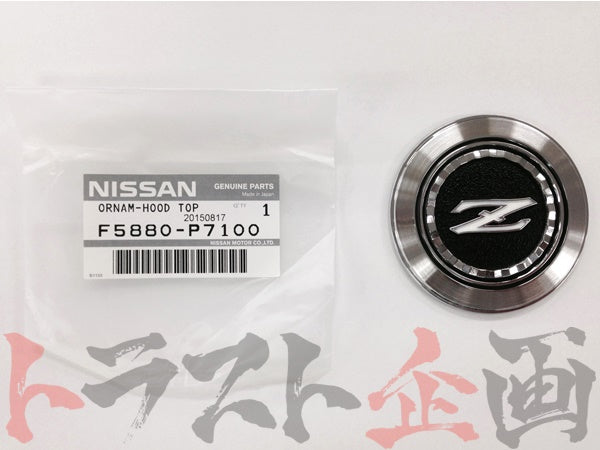 NISSAN
GENUINE PARTS
Made in Japan
ORNAM-HOOD TOP
Q'TY
1
20150817
F5880-P7100
NISSAN MOTOR CO.,LTD.
Z
トラスト企画